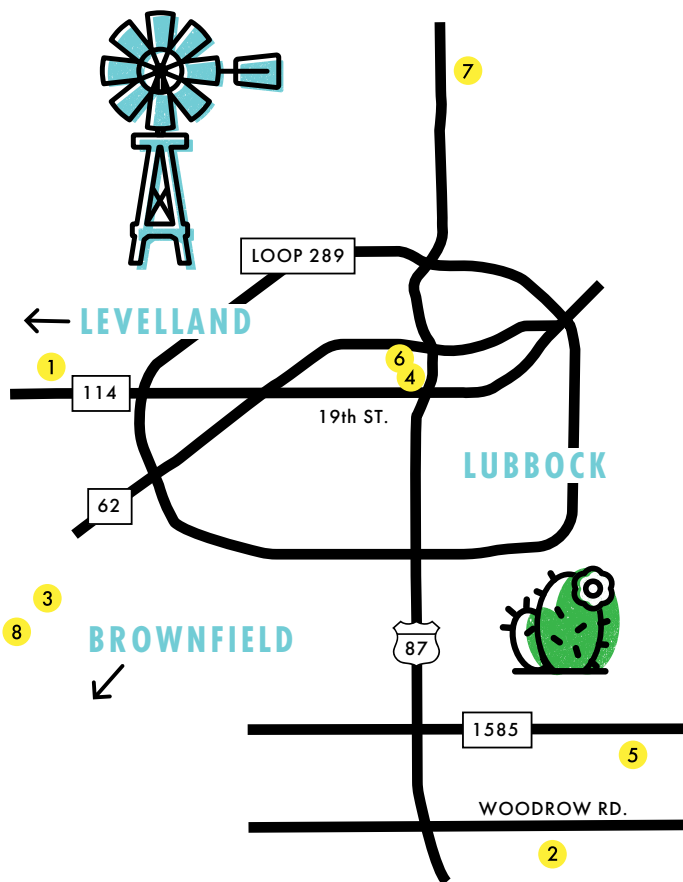 7
LOOP 289
LEVELLAND
6
1
4
114
19th ST.
LUBBOCK
62
3
8
BROWNFIELD
87
1585
5
WOODROW RD.
2